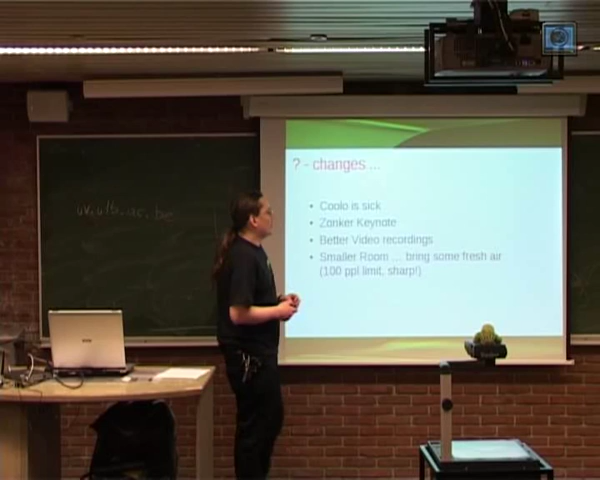 ? - changes ...
• Coolo is sick
• Zonker Keynote
• Better Video recordings
• Smaller Room ... bring some fresh air
(100 ppl limit, sharp!)